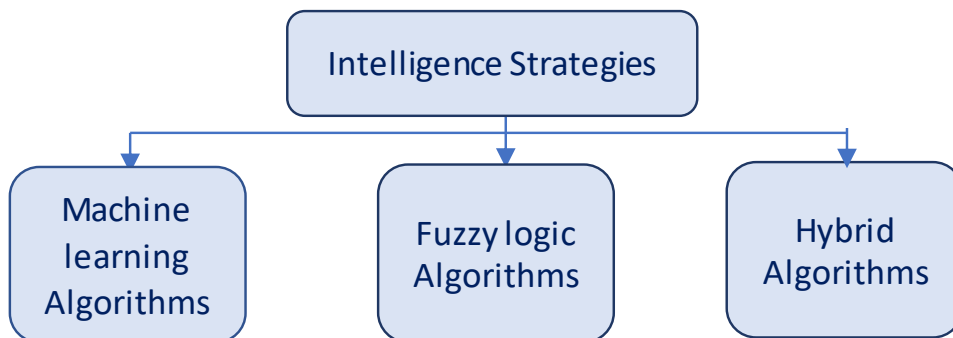 Intelligence Strategies
Machine
learning
Algorithms
Fuzzy logic
Algorithms
Hybrid
Algorithms